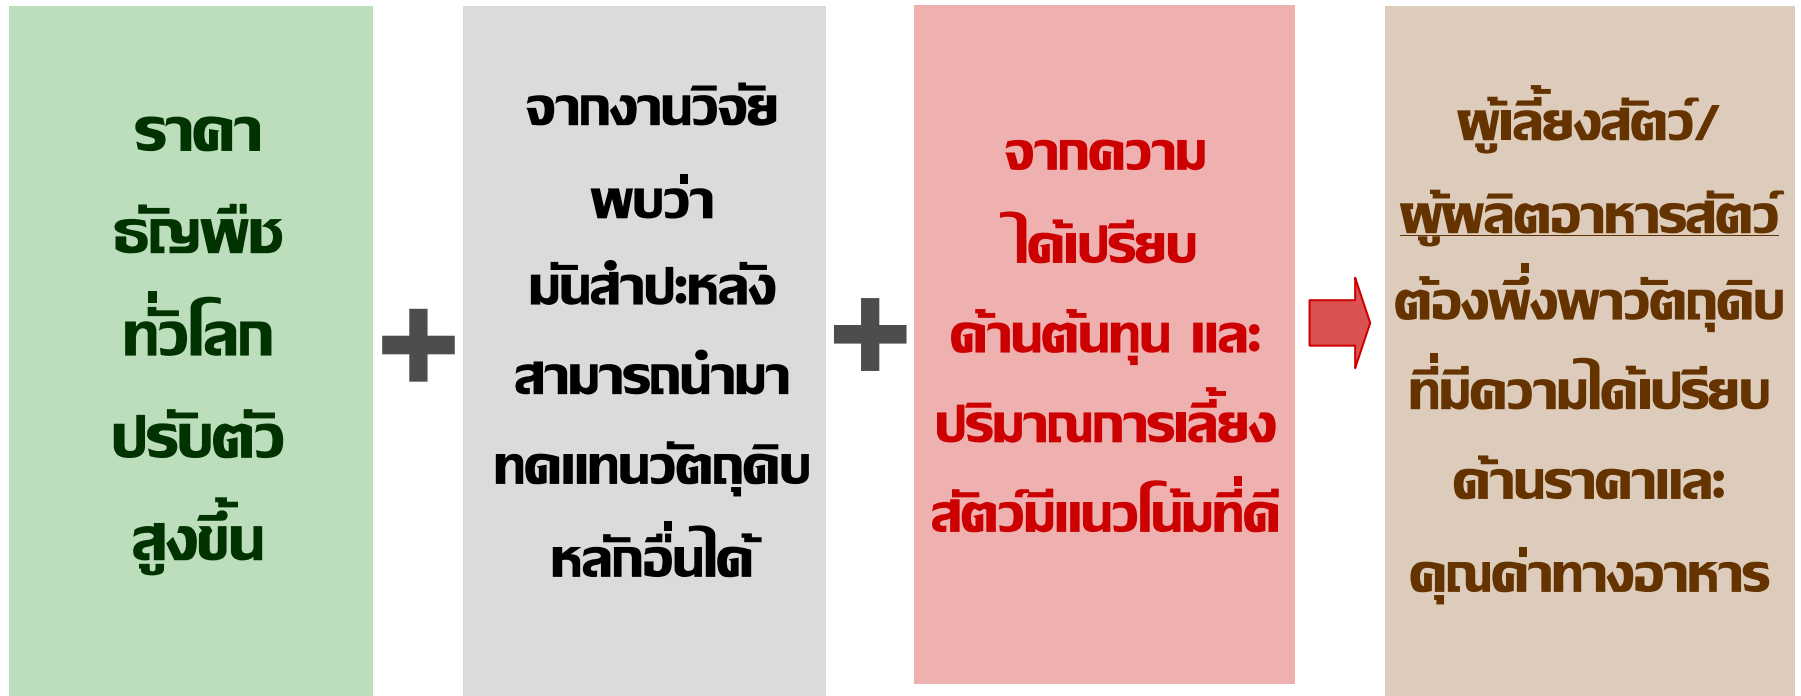 ราคา
ธัญพืช
ทั่วโลก
ปรับตัว
สูงขึ้น
จากงานวิจัย
พบว่า
มันสำปะหลัง
สามารถนำมา
ทดแทนวัตถุดิบ
หลักอื่นได้
จากความ
ได้เปรียบ
ด้านต้นทุน และ
ปริมาณการเลี้ยง
สัตว์มีแนวโน้มที่ดี
ผู้เลี้ยงสัตว์/
ผู้ผลิตอาหารสัตว์
ต้องพึ่งพาวัตถุดิบ
ที่มีความได้เปรียบ
ด้านราคาและ
คุณค่าทางอาหาร